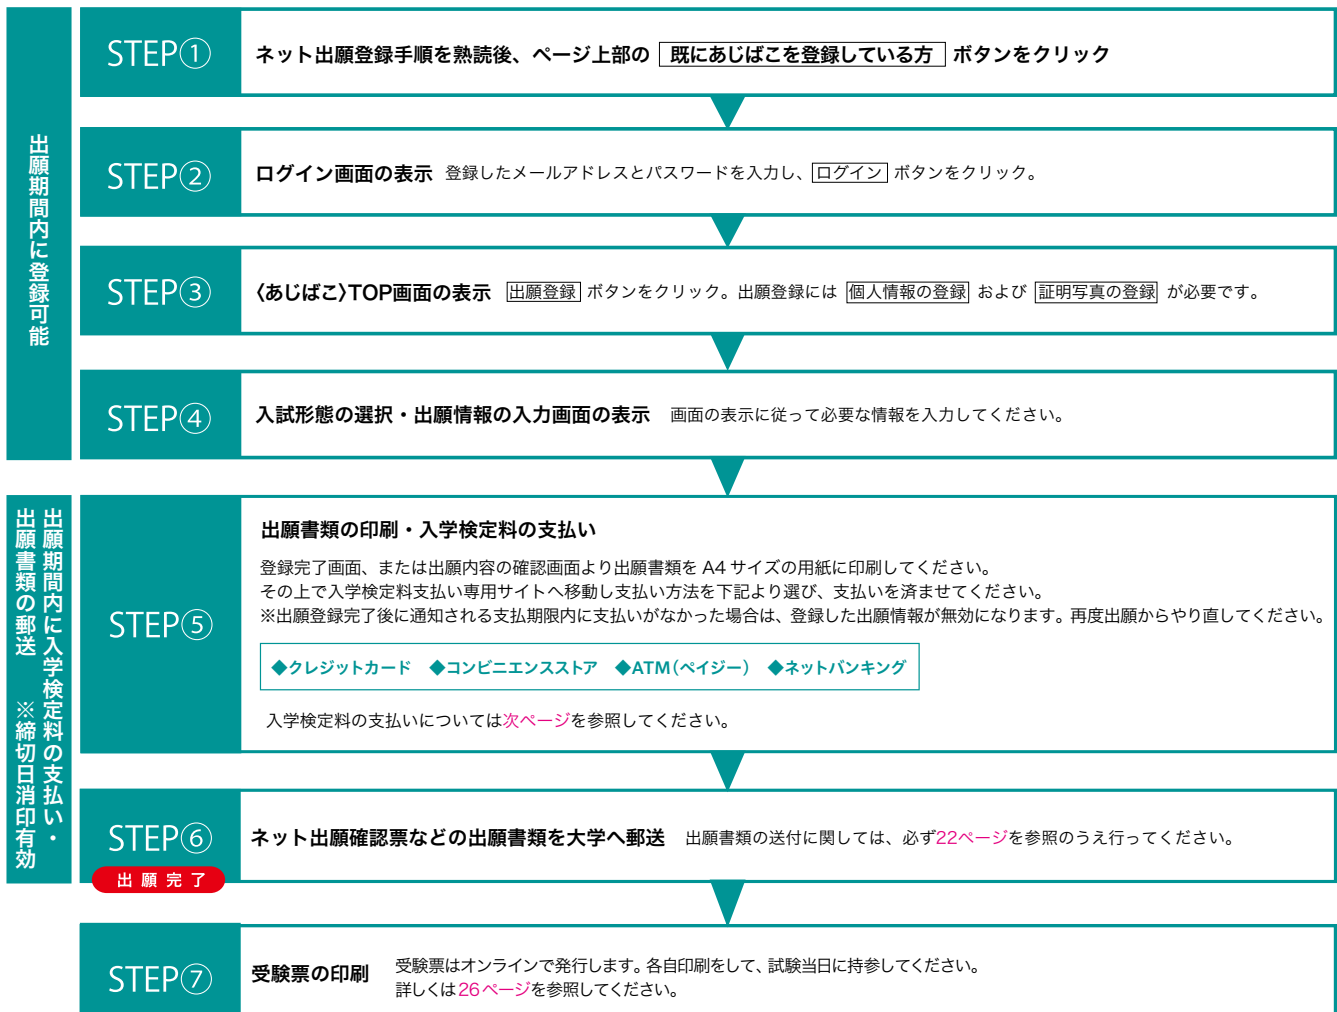 出願期間内に登録可能
STEP①
ネット出願登録手順を熟読後、ページ上部の 既にあじばこを登録している方 ボタンをクリック
STEP②
ログイン画面の表示 登録したメールアドレスとパスワードを入力し、ログイン ボタンをクリック。
STEP③
〈あじばこ〉TOP画面の表示 出願登録 ボタンをクリック。出願登録には 個人情報の登録 および 証明写真の登録 が必要です。
STEP④
入試形態の選択・出願情報の入力画面の表示 画面の表示に従って必要な情報を入力してください。
出願期間内に入学検定料の支払い・
出願書類の郵送 ※締切日消印有効
STEP⑤
出願書類の印刷・入学検定料の支払い
登録完了画面、または出願内容の確認画面より出願書類を A4 サイズの用紙に印刷してください。
その上で入学検定料支払い専用サイトへ移動し支払い方法を下記より選び、支払いを済ませてください。
※出願登録完了後に通知される支払期限内に支払いがなかった場合は、登録した出願情報が無効になります。再度出願からやり直してください。
◆クレジットカード ◆コンビニエンスストア ◆ATM(ペイジー) ◆ネットバンキング
入学検定料の支払いについては次ページを参照してください。
STEP⑥
出願完了
ネット出願確認票などの出願書類を大学へ郵送 出願書類の送付に関しては、必ず22ページを参照のうえ行ってください。
STEP⑦
受験票の印刷 受験票はオンラインで発行します。各自印刷をして、試験当日に持参してください。
詳しくは26ページを参照してください。